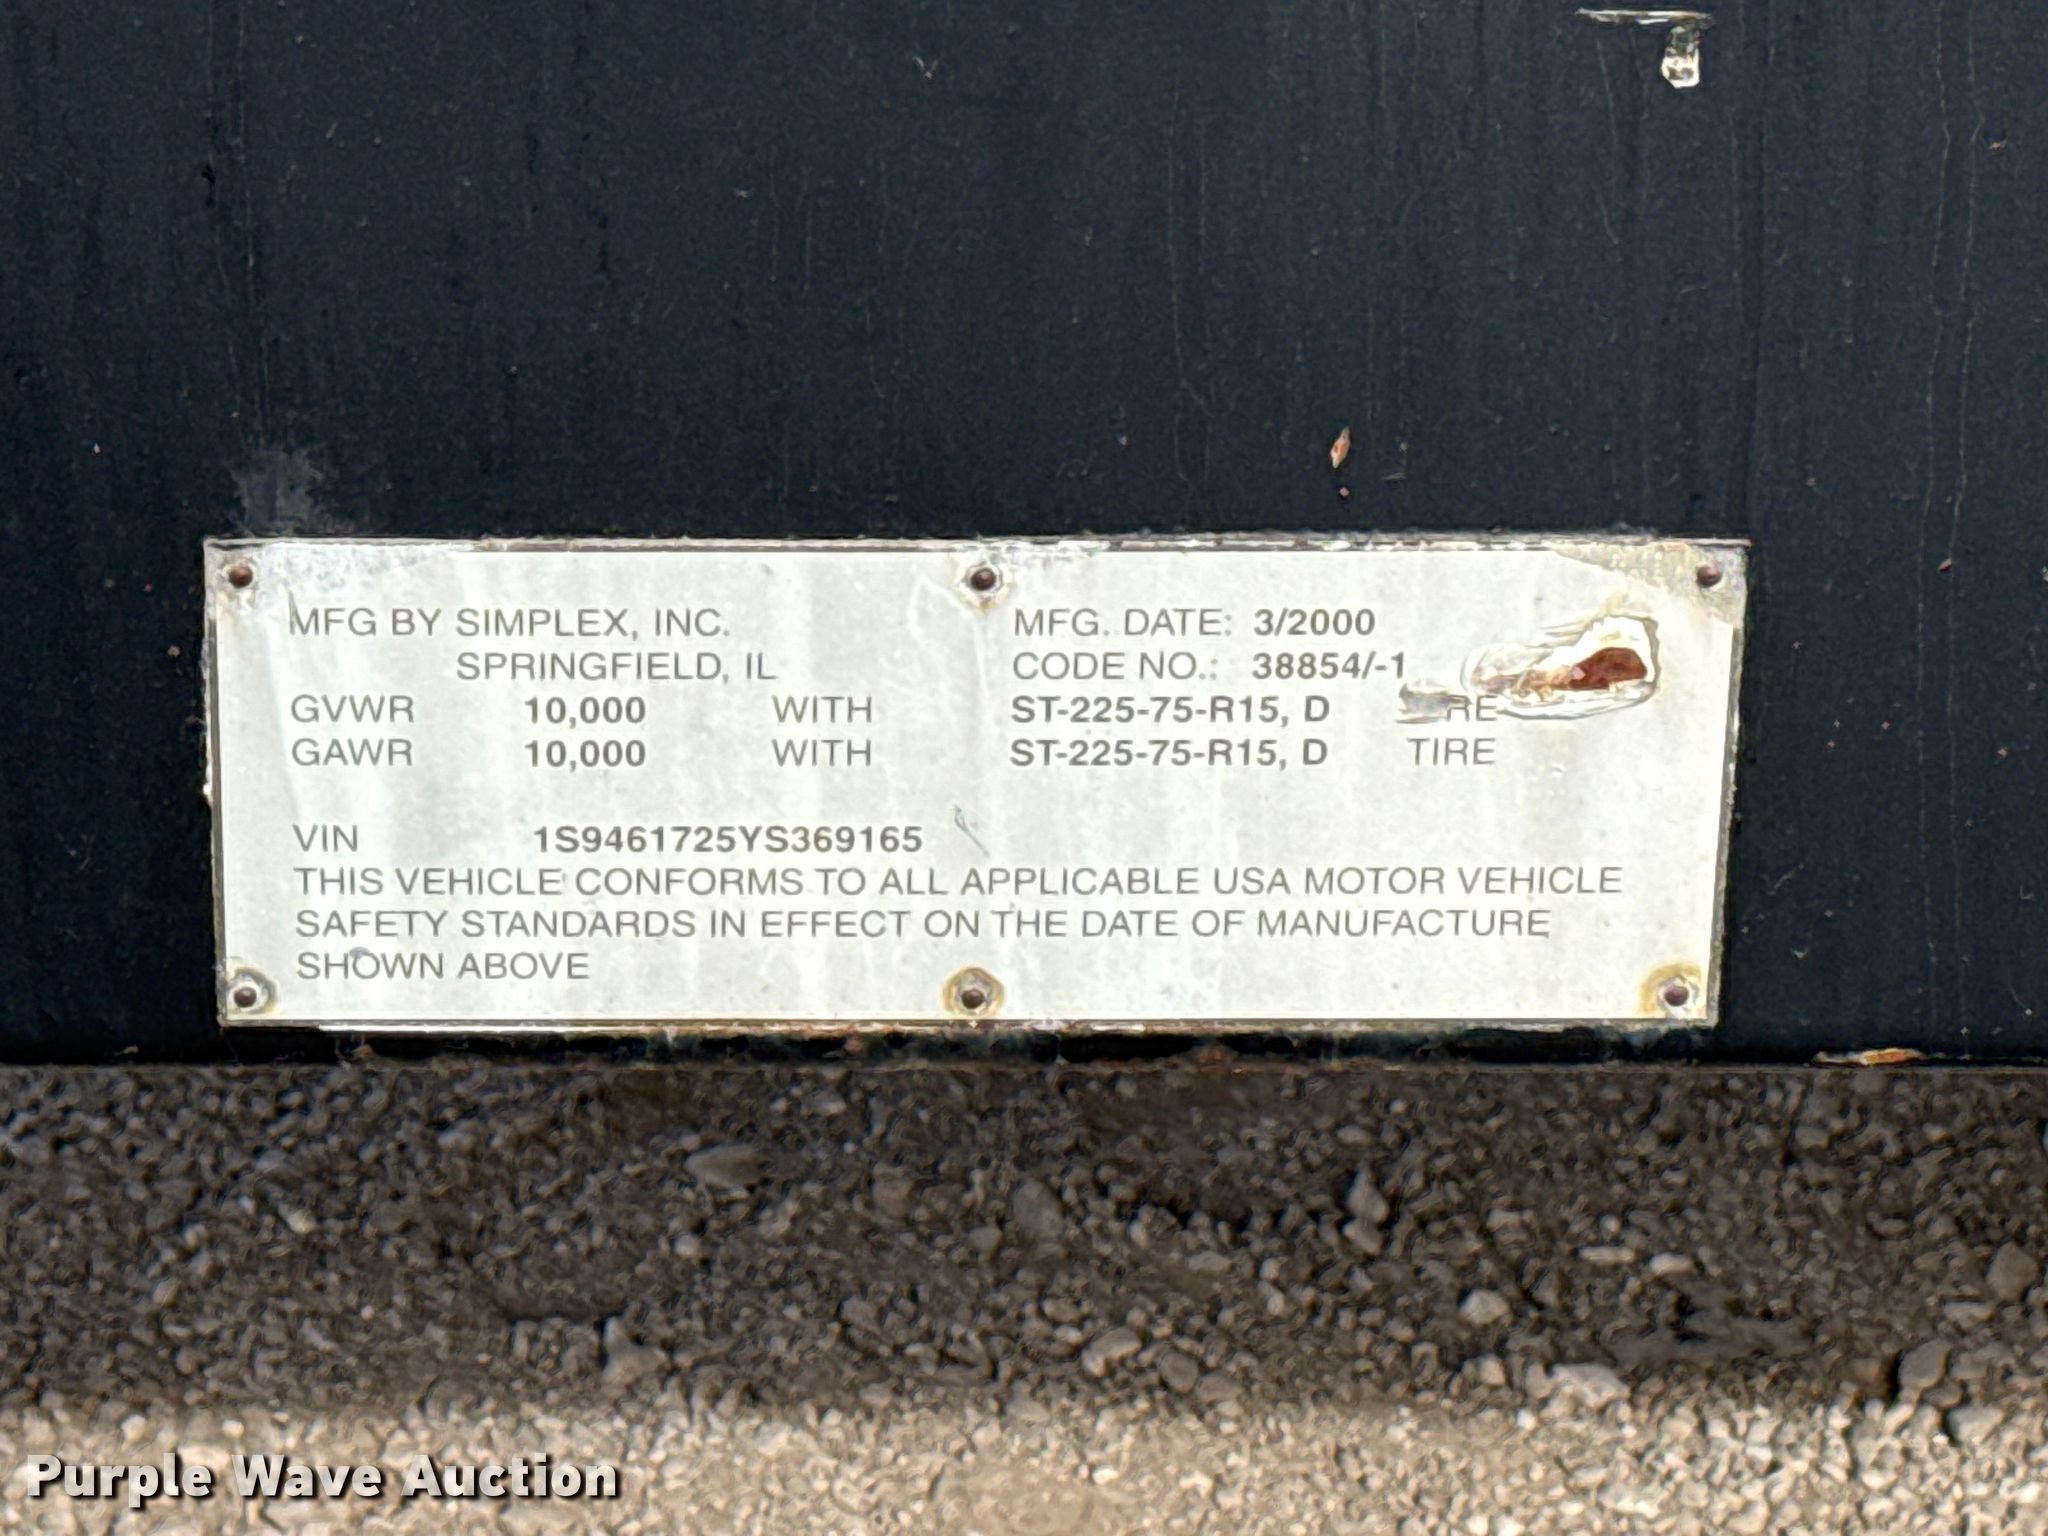 MFG BY SIMPLEX, INC. MFG. DATE: 3/2000
SPRINGFIELD, IL CODE NO.: 38854/-1
GVWR 10,000 WITH ST-225-75-R15, D
GAWR 10,000 WITH ST-225-75-R15, D TIRE
VIN 1S9461725YS369165
THIS VEHICLE CONFORMS TO ALL APPLICABLE USA MOTOR VEHICLE
SAFETY STANDARDS IN EFFECT ON THE DATE OF MANUFACTURE
SHOWN ABOVE
Purple Wave Auction